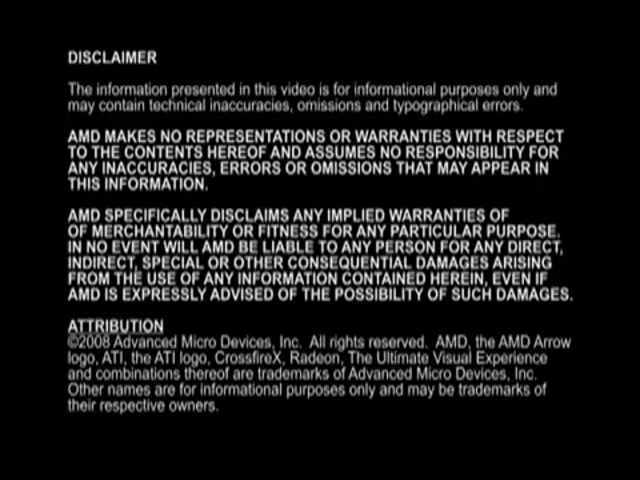 DISCLAIMER
The information presented in this video is for informational purposes only and
may contain technical inaccuracies, omissions and typographical errors.
AMD MAKES NO REPRESENTATIONS OR WARRANTIES WITH RESPECT
TO THE CONTENTS HEREOF AND ASSUMES NO RESPONSIBILITY FOR
ANY INACCURACIES, ERRORS OR OMISSIONS THAT MAY APPEAR IN
THIS INFORMATION.
AMD SPECIFICALLY DISCLAIMS ANY IMPLIED WARRANTIES OF
OF MERCHANTABILITY OR FITNESS FOR ANY PARTICULAR PURPOSE.
IN NO EVENT WILL AMD BE LIABLE TO ANY PERSON FOR ANY DIRECT,
INDIRECT, SPECIAL OR OTHER CONSEQUENTIAL DAMAGES ARISING
FROM THE USE OF ANY INFORMATION CONTAINED HEREIN, EVEN IF
AMD IS EXPRESSLY ADVISED OF THE POSSIBILITY OF SUCH DAMAGES.
ATTRIBUTION
©2008 Advanced Micro Devices, Inc. All rights reserved. AMD, the AMD Arrow
logo, ATI, the ATI logo, CrossfireX, Radeon, The Ultimate Visual Experience
and combinations thereof are trademarks of Advanced Micro Devices, Inc.
Other names are for informational purposes only and may be trademarks of
their respective owners.